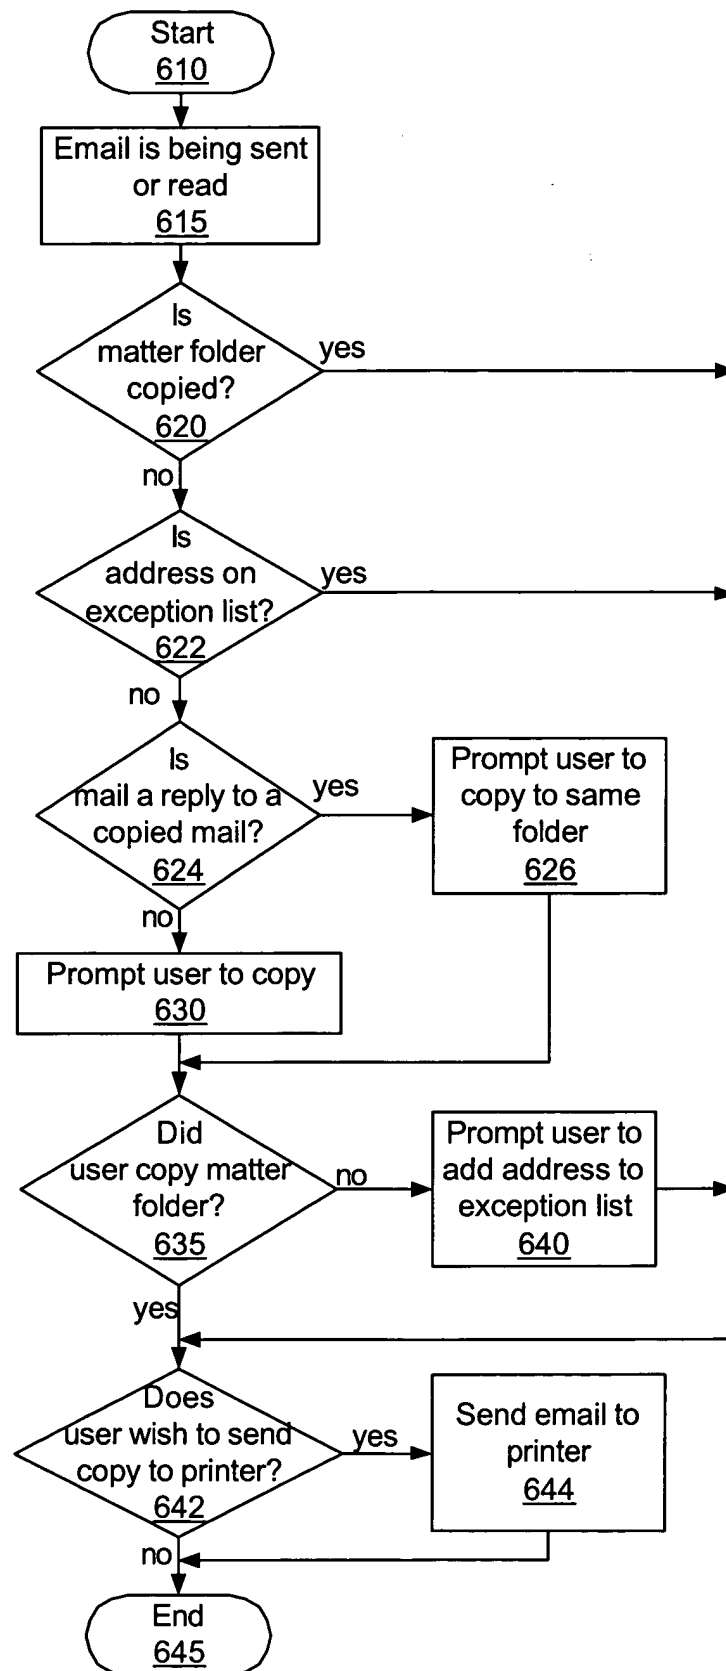 Start
610
Email is being sent
or read
615
Is
matter folder
copied?
620
yes
no
Is
address on
exception list?
622
yes
no
Is
mail a reply to a
copied mail?
624
yes
Prompt user to
copy to same
folder
626
no
Prompt user to copy
630
Did
user copy matter
folder?
635
no
Prompt user to
add address to
exception list
640
yes
Does
user wish to send
copy to printer?
642
yes
Send email to
printer
644
no
End
645